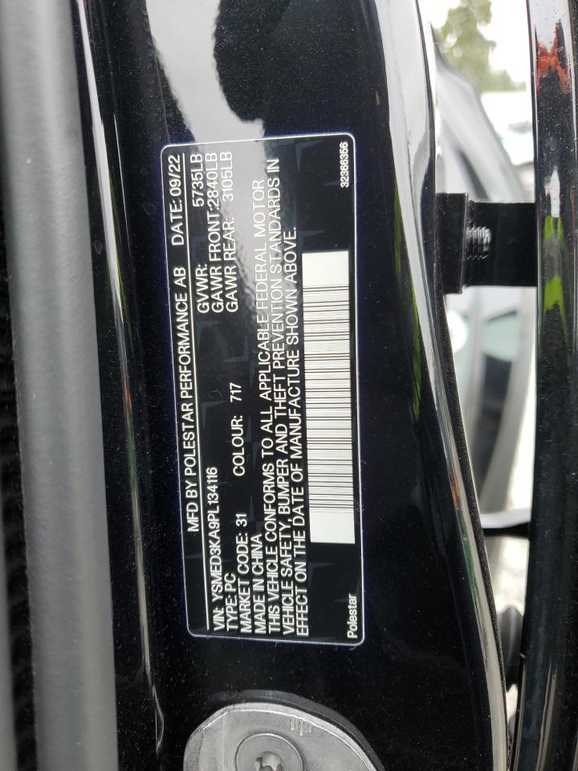 MFD BY POLESTAR PERFORMANCE AB DATE: 09/22
VIN: YSMED3KA9PL134116 GVWR: 5735LB
TYPE: PC GAWR FRONT: 2840LB
MARKET CODE: 31 COLOUR: 717 GAWR REAR: 3105LB
MADE IN CHINA
THIS VEHICLE CONFORMS TO ALL APPLICABLE FEDERAL MOTOR
VEHICLE SAFETY, BUMPER AND THEFT PREVENTION STANDARDS IN
EFFECT ON THE DATE OF MANUFACTURE SHOWN ABOVE.
Polestar 32366356